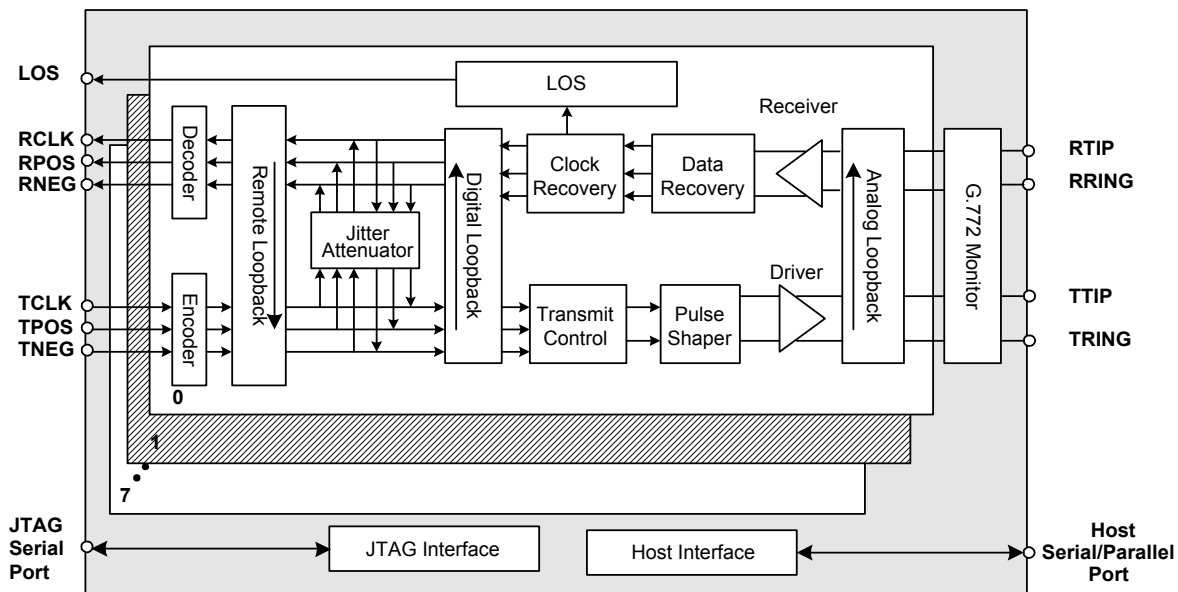 LOS
LOS
Receiver
RCLK
RPOS
RNEG
Decoder
Remote Loopback
Jitter
Attenuator
Digital Loopback
Clock
Recovery
Data
Recovery
Analog Loopback
G.772 Monitor
RTIP
RRING
Driver
TCLK
TPOS
TNEG
Encoder
Transmit
Control
Pulse
Shaper
TTIP
TRING
0
1
7
JTAG
Serial
Port
JTAG Interface
Host Interface
Host
Serial/Parallel
Port